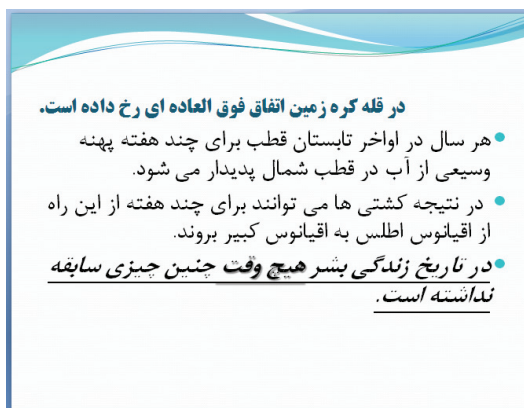 در قله کره زمین اتفاق فوق العاده ای رخ داده است.
هر سال در اواخر تابستان قطب برای چند هفته پهنه
وسیعی از آب در قطب شمال پدیدار می شود.
در نتیجه کشتی ها می توانند برای چند هفته از این راه
از اقیانوس اطلس به اقیانوس کبیر بروند.
در تاریخ زندگی بشر هیچ وقت چنین چیزی سابقه
نداشته است.